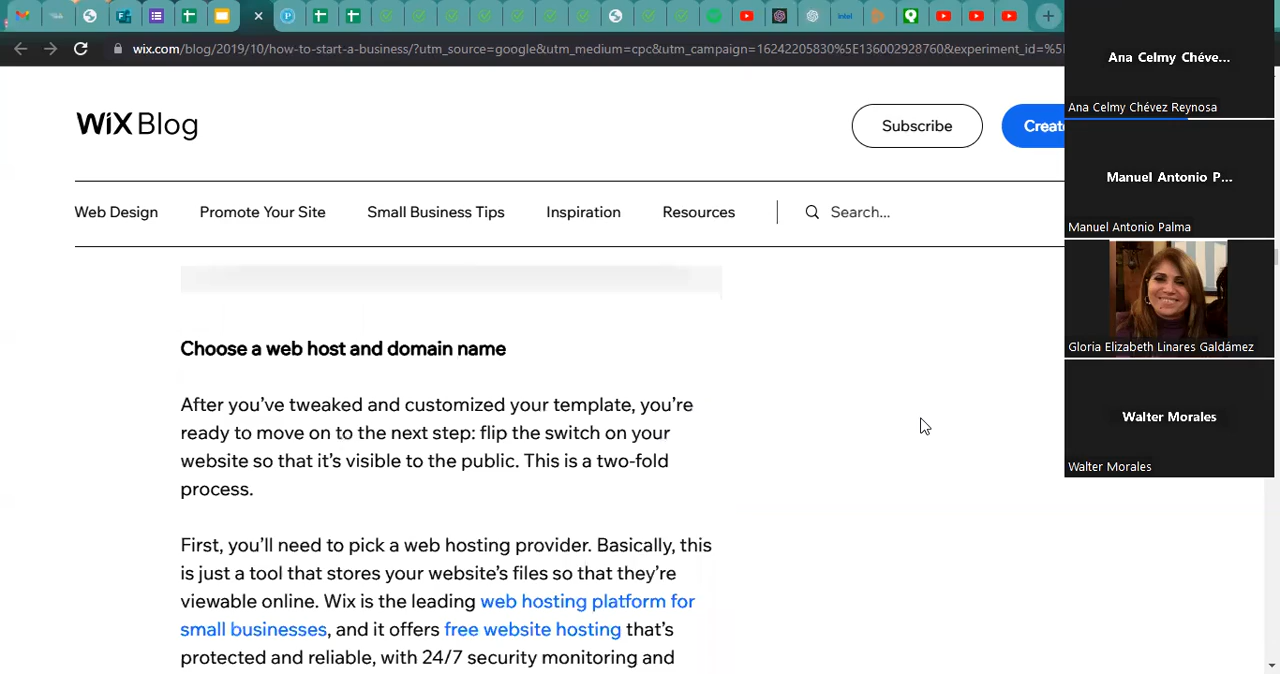 wix.com/blog/2019/10/how-to-start-a-business/?utm_source=google&utm_medium=cpc&utm_campaign=16242205830%5E136002928760&experiment_id=%5
WiX Blog
Subscribe
Create
Web Design
Promote Your Site
Small Business Tips
Inspiration
Resources
Search...
Choose a web host and domain name
After you’ve tweaked and customized your template, you’re
ready to move on to the next step: flip the switch on your
website so that it’s visible to the public. This is a two-fold
process.
First, you’ll need to pick a web hosting provider. Basically, this
is just a tool that stores your website’s files so that they’re
viewable online. Wix is the leading web hosting platform for
small businesses, and it offers free website hosting that’s
protected and reliable, with 24/7 security monitoring and
Ana Celmy Chéve...
Ana Celmy Chévez Reynosa
Manuel Antonio P...
Manuel Antonio Palma
Gloria Elizabeth Linares Galdámez
Walter Morales
Walter Morales